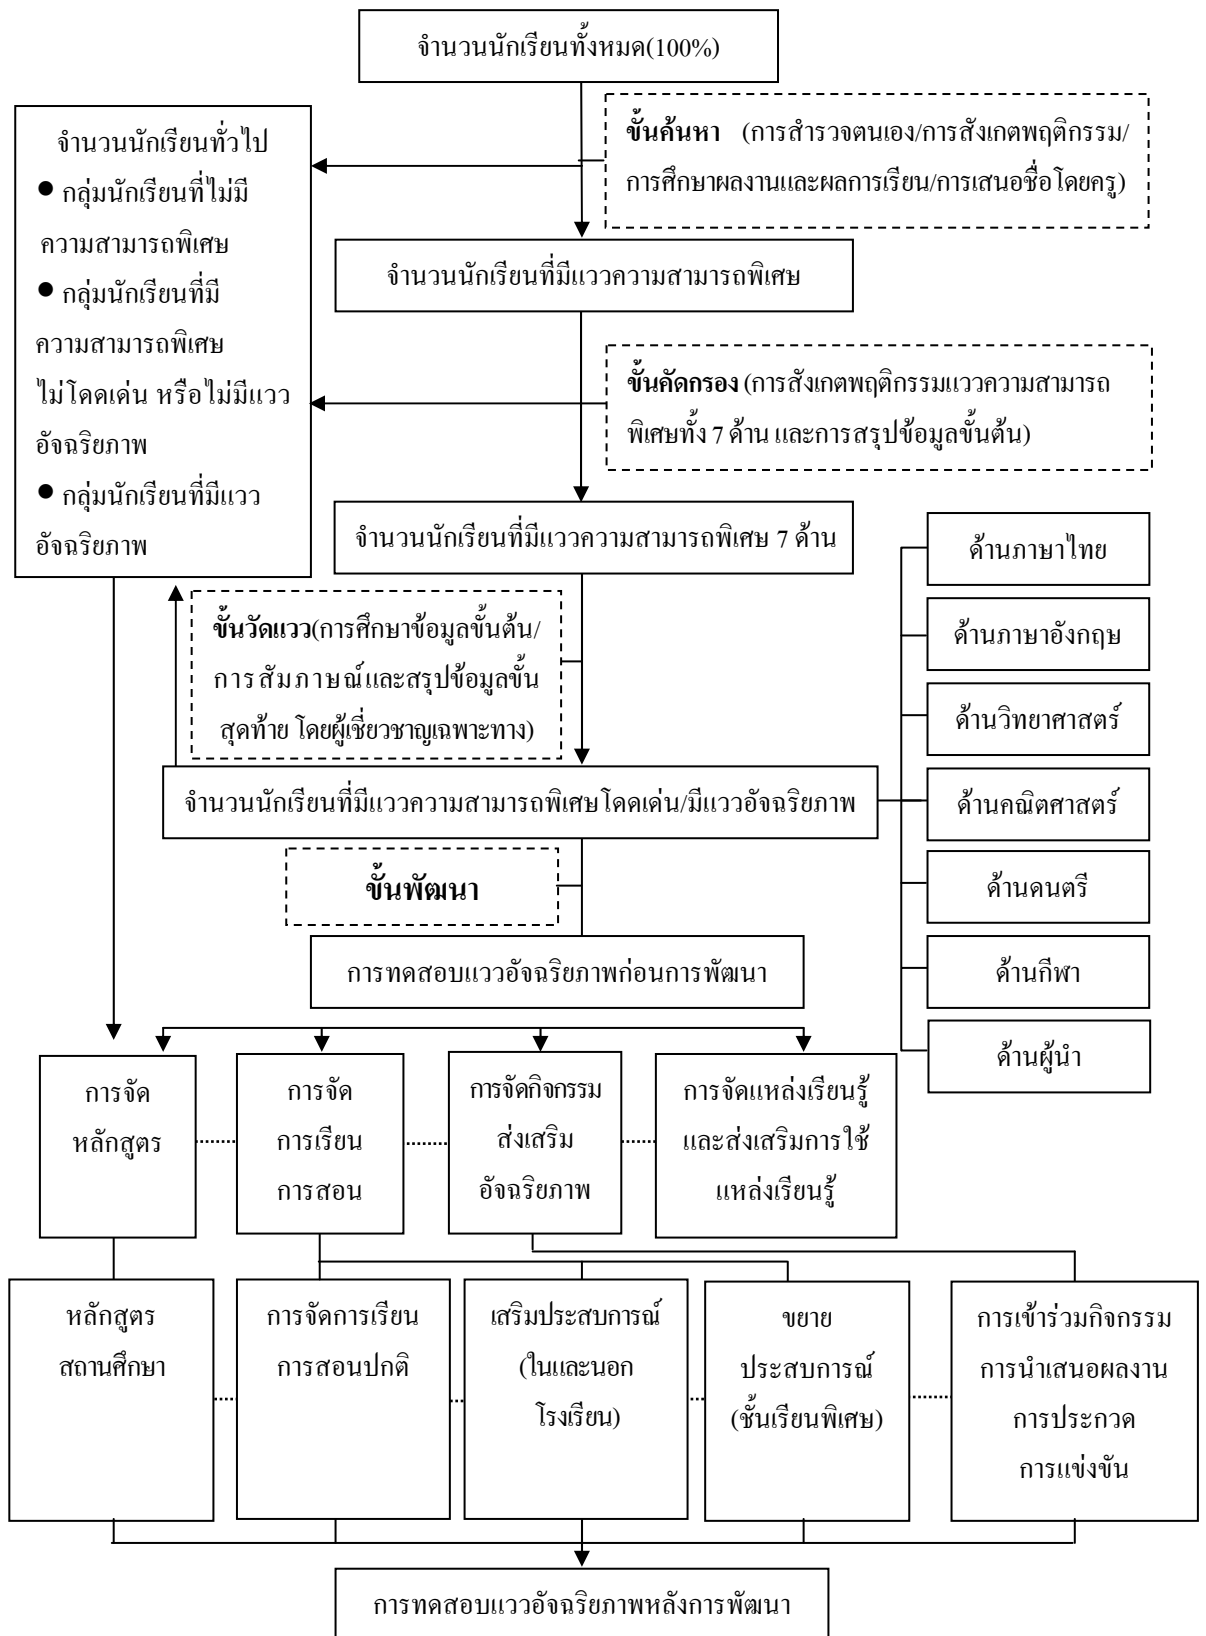 จำนวนนักเรียนทั้งหมด(100%)
จำนวนนักเรียนทั่วไป
● กลุ่มนักเรียนที่ไม่มี
ความสามารถพิเศษ
● กลุ่มนักเรียนที่มี
ความสามารถพิเศษ
ไม่โดดเด่น หรือไม่มีแวว
อัจฉริยภาพ
● กลุ่มนักเรียนที่มีแวว
อัจฉริยภาพ
ขั้นค้นหา (การสำรวจตนเอง/การสังเกตพฤติกรรม/
การศึกษาผลงานและผลการเรียน/การเสนอชื่อโดยครู)
จำนวนนักเรียนที่มีแววความสามารถพิเศษ
ขั้นคัดกรอง (การสังเกตพฤติกรรมแววความสามารถ
พิเศษทั้ง 7 ด้าน และการสรุปข้อมูลขั้นต้น)
จำนวนนักเรียนที่มีแววความสามารถพิเศษ 7 ด้าน
ขั้นวัดแวว(การศึกษาข้อมูลขั้นต้น/
การสัมภาษณ์และสรุปข้อมูลขั้น
สุดท้าย โดยผู้เชี่ยวชาญเฉพาะทาง)
จำนวนนักเรียนที่มีแววความสามารถพิเศษโดดเด่น/มีแววอัจฉริยภาพ
ด้านภาษาไทย
ด้านภาษาอังกฤษ
ด้านวิทยาศาสตร์
ด้านคณิตศาสตร์
ด้านดนตรี
ด้านกีฬา
ด้านผู้นำ
ขั้นพัฒนา
การทดสอบแววอัจฉริยภาพก่อนการพัฒนา
การจัด
หลักสูตร
การจัด
การเรียน
การสอน
การจัดกิจกรรม
ส่งเสริม
อัจฉริยภาพ
การจัดแหล่งเรียนรู้
และส่งเสริมการใช้
แหล่งเรียนรู้
หลักสูตร
สถานศึกษา
การจัดการเรียน
การสอนปกติ
เสริมประสบการณ์
(ในและนอก
โรงเรียน)
ขยาย
ประสบการณ์
(ชั้นเรียนพิเศษ)
การเข้าร่วมกิจกรรม
การนำเสนอผลงาน
การประกวด
การแข่งขัน
การทดสอบแววอัจฉริยภาพหลังการพัฒนา